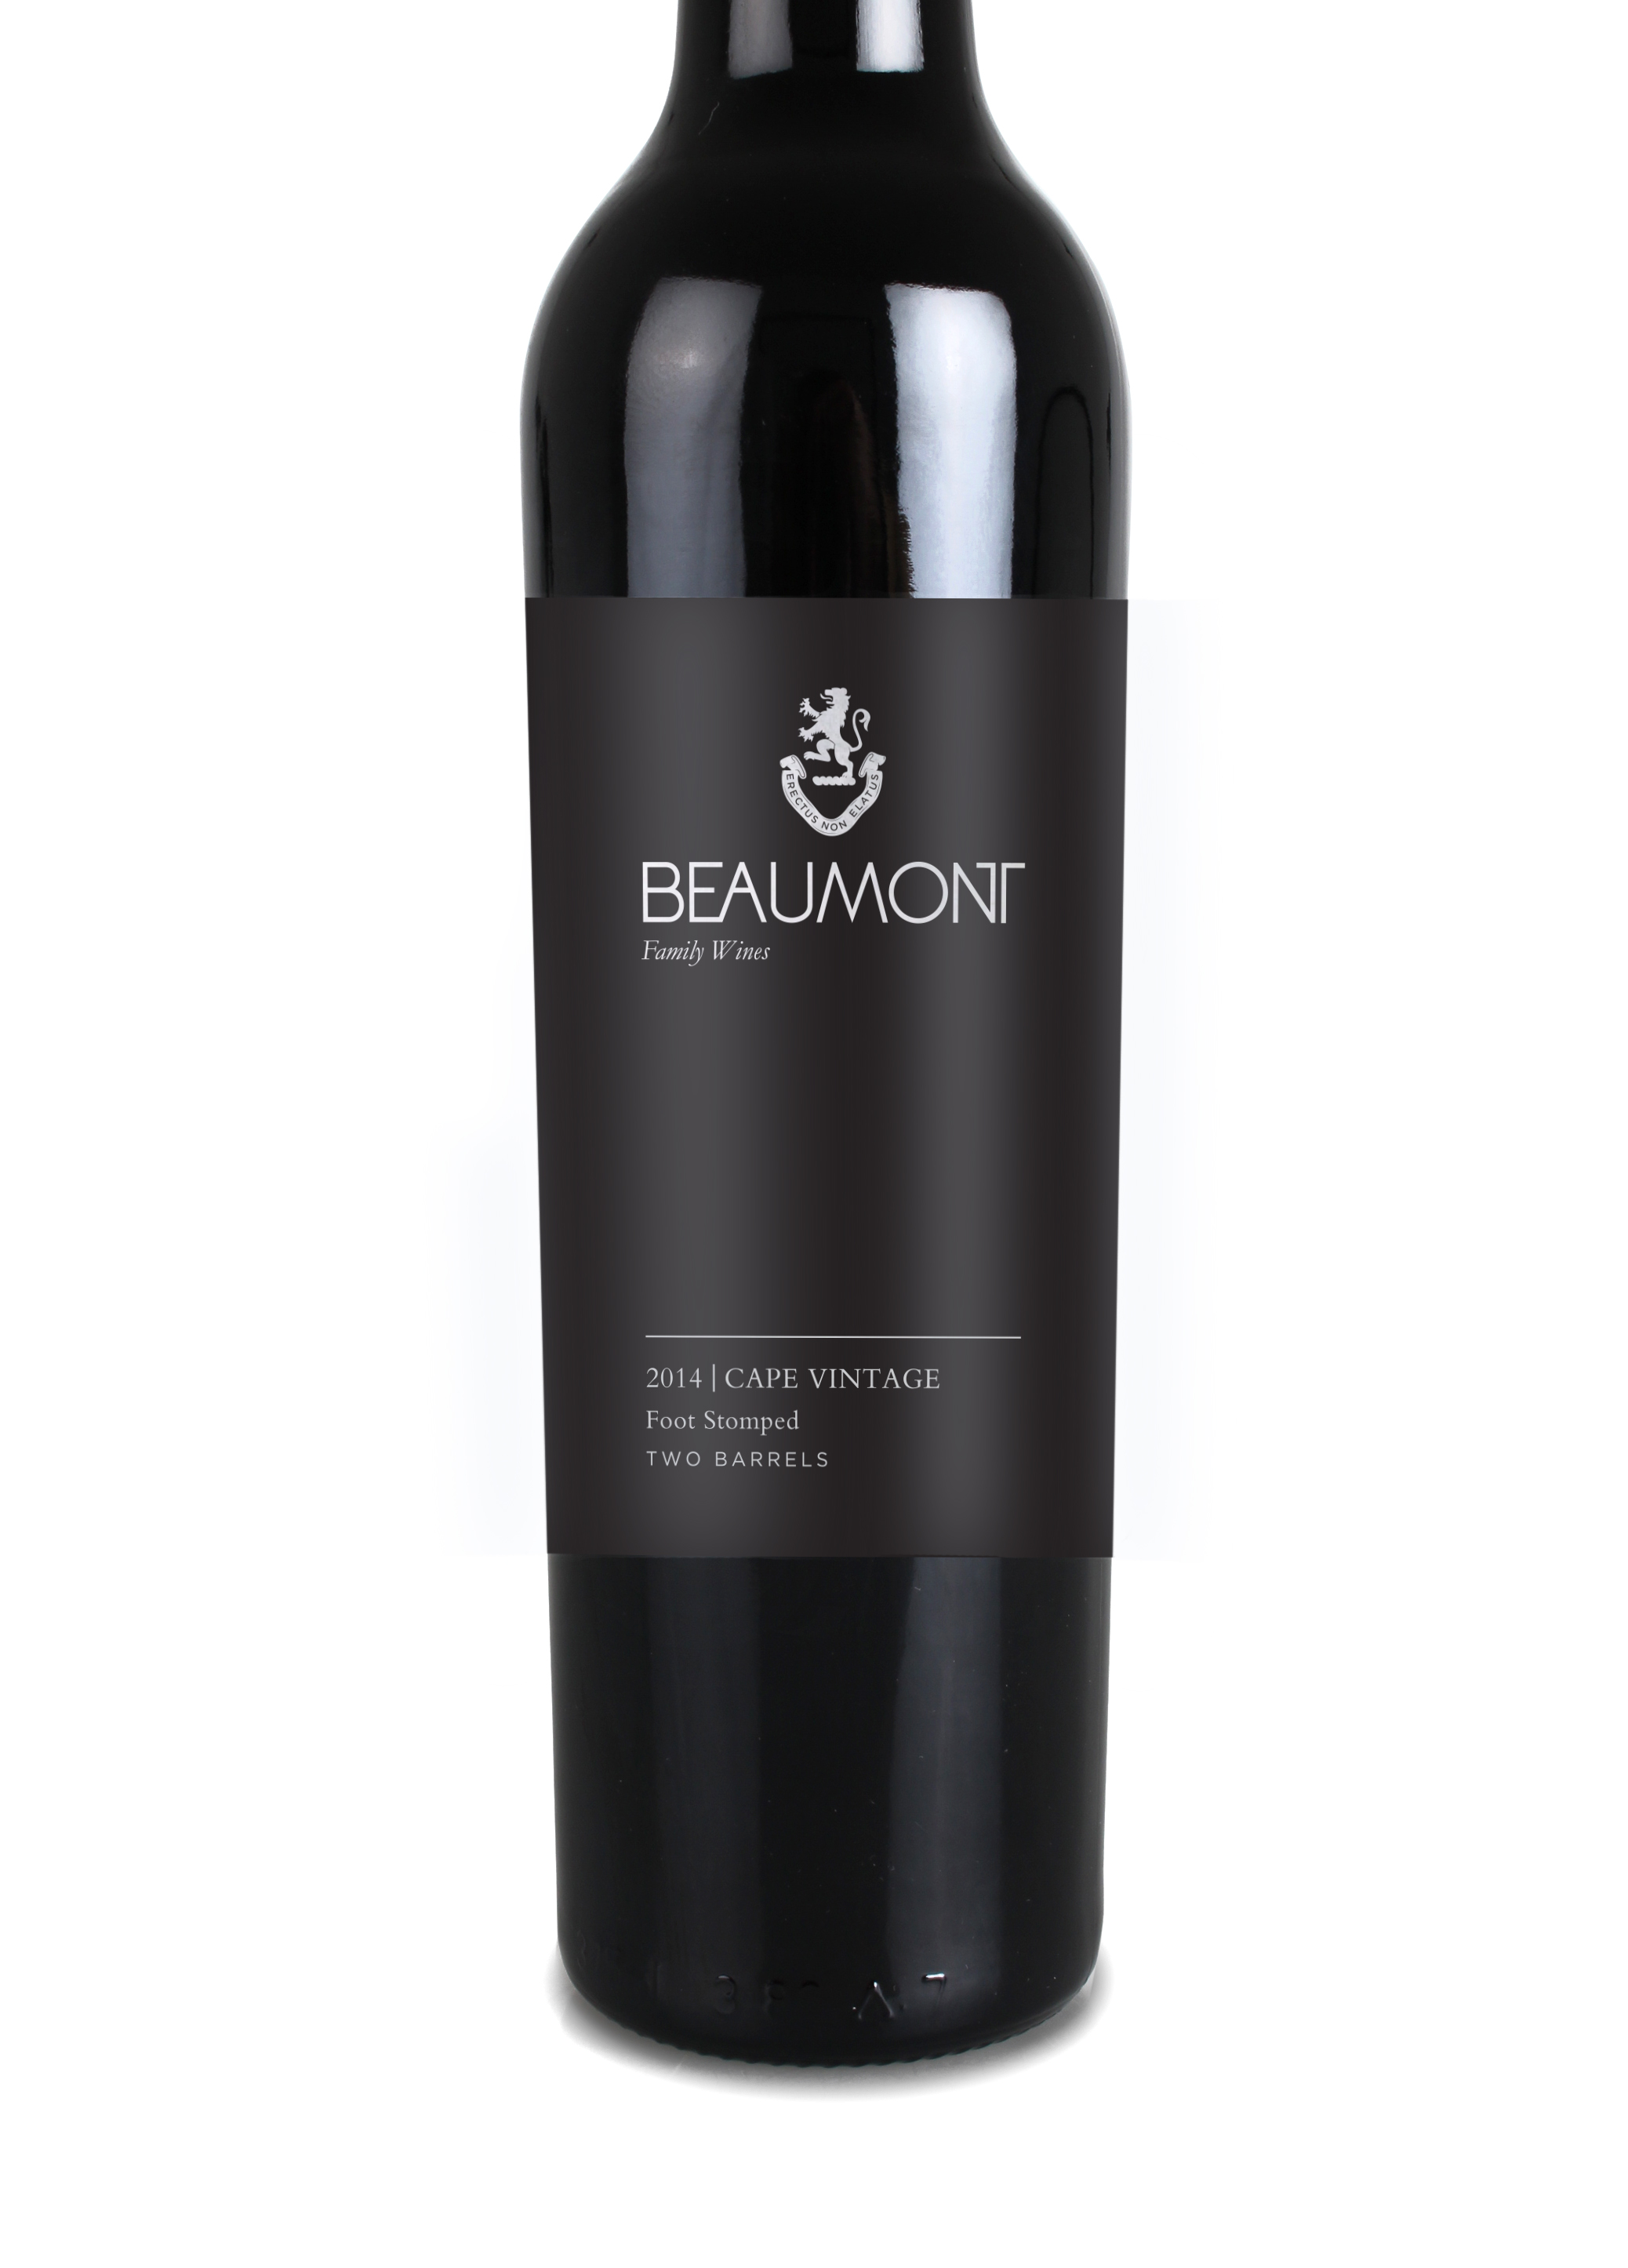 ERECTUS NON ELATUS
BEAUMONT
Family Wines
2014 | CAPE VINTAGE
Foot Stomped
TWO BARRELS